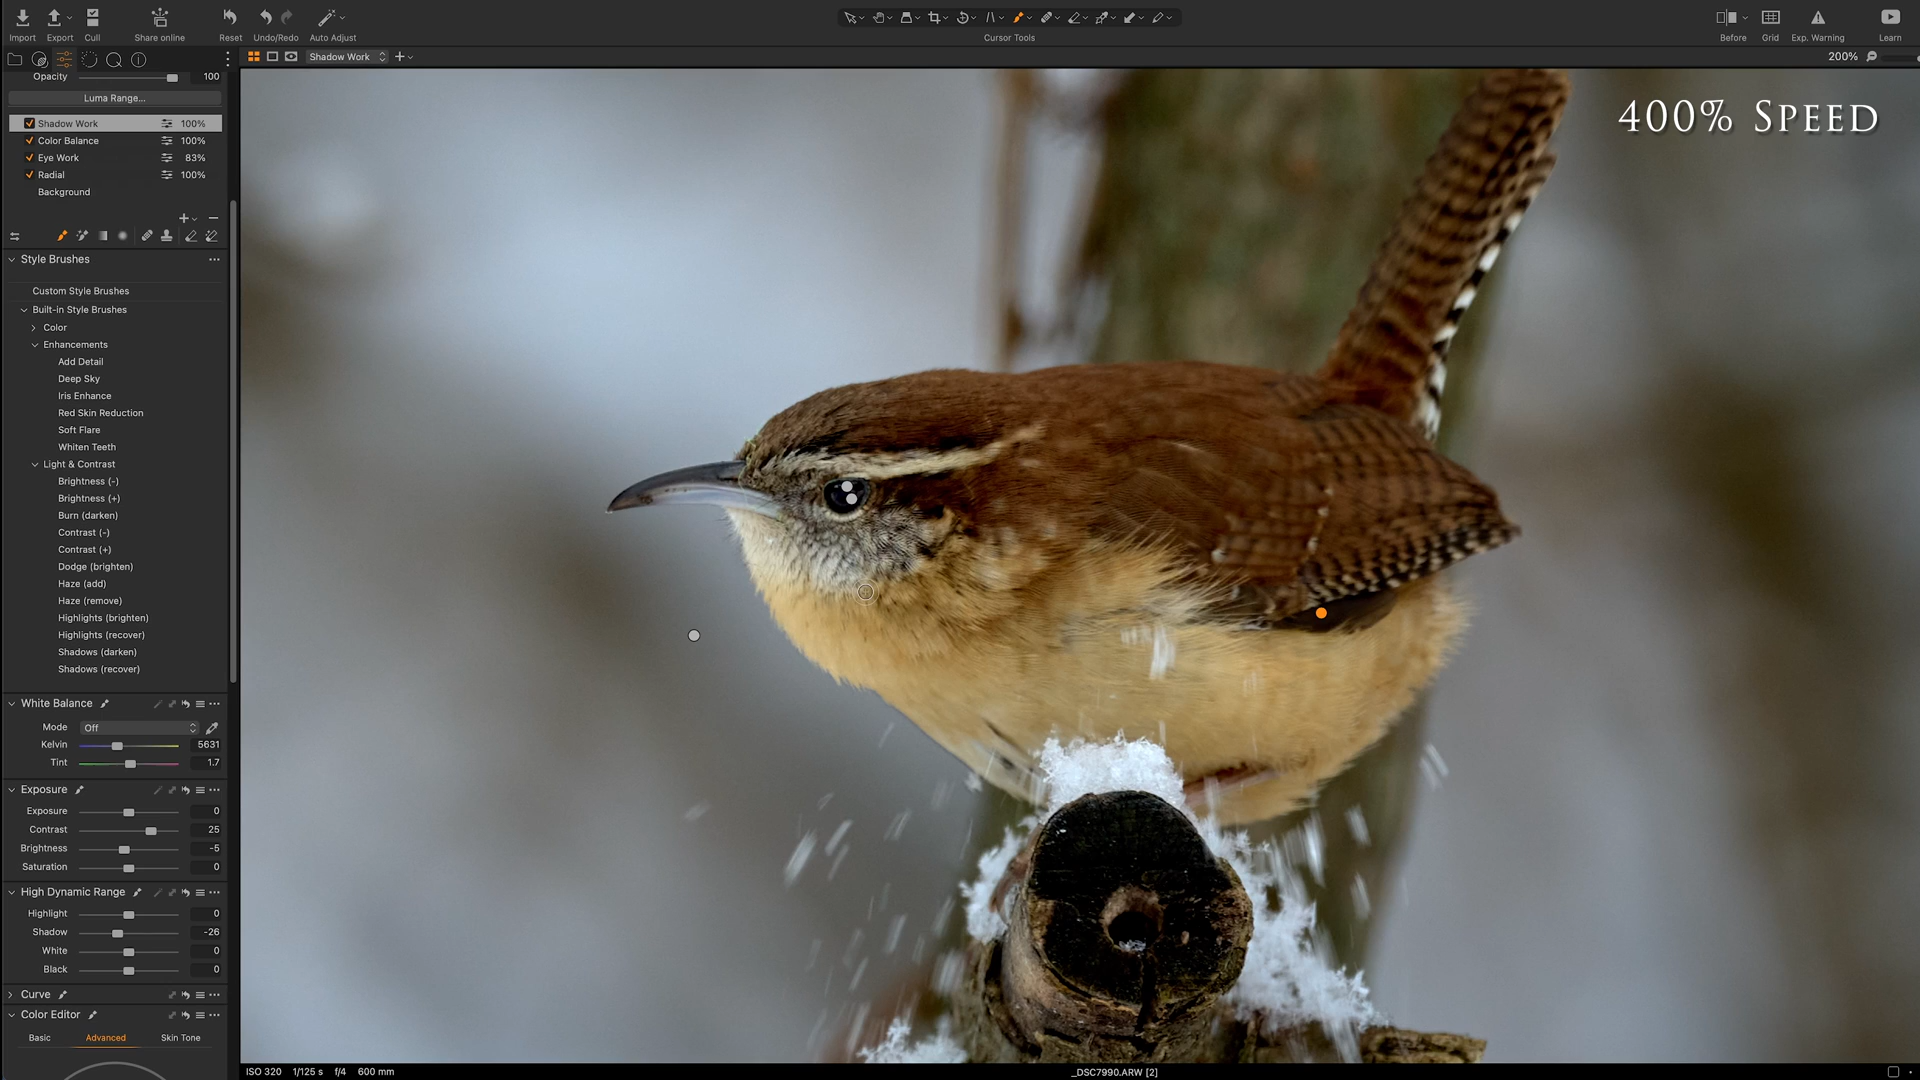 Import
Export
Cull
Share online
Reset
Undo/Redo
Auto Adjust
Cursor Tools
Before
Grid
Exp. Warning
Learn
Shadow Work
200%
Opacity 100
Luma Range...
Shadow Work 100%
Color Balance 100%
Eye Work 83%
Radial 100%
Background
Style Brushes
Custom Style Brushes
Built-in Style Brushes
Color
Enhancements
Add Detail
Deep Sky
Iris Enhance
Red Skin Reduction
Soft Flare
Whiten Teeth
Light & Contrast
Brightness (-)
Brightness (+)
Burn (darken)
Contrast (-)
Contrast (+)
Dodge (brighten)
Haze (add)
Haze (remove)
Highlights (brighten)
Highlights (recover)
Shadows (darken)
Shadows (recover)
White Balance
Mode Off
Kelvin 5631
Tint 1.7
Exposure
Exposure 0
Contrast 25
Brightness -5
Saturation 0
High Dynamic Range
Highlight 0
Shadow -26
White 0
Black 0
Curve
Color Editor
Basic Advanced Skin Tone
400% Speed
ISO 320 1/125 s f/4 600 mm
_DSC7990.ARW [2]